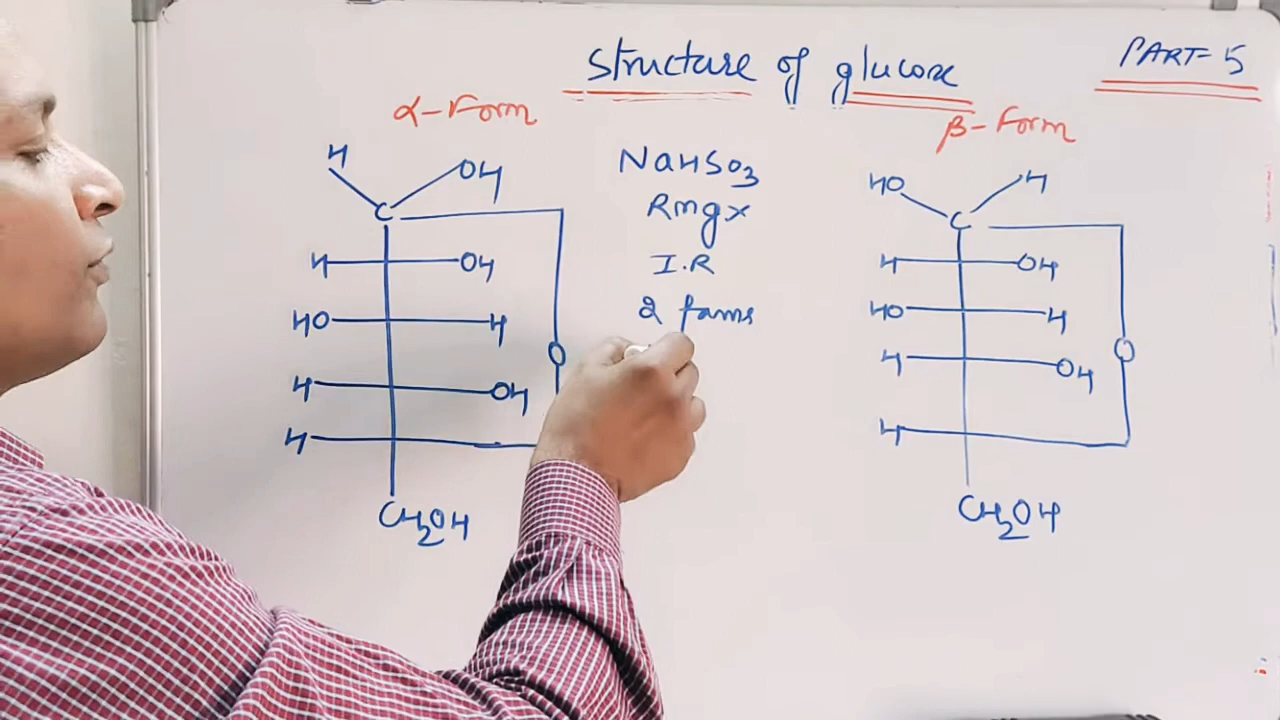 Structure of glucose
PART-5
α-Form
β-Form
H
OH
C
H
OH
HO
H
H
OH
H
O
CH2OH
NaHSO3
Rmgx
I.R
2 foms
HO
H
C
H
OH
HO
H
H
OH
H
O
CH2OH